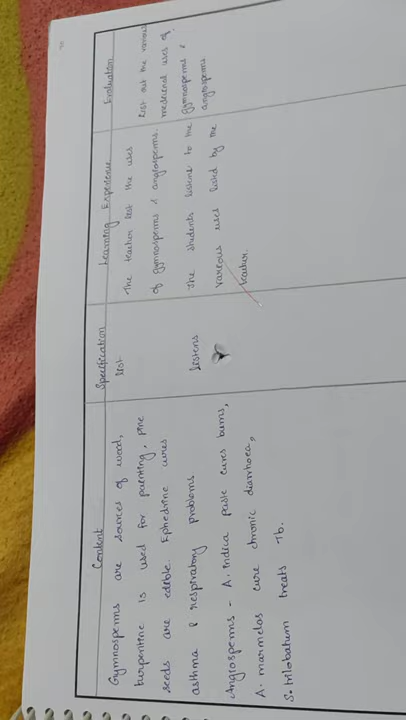 Content
Gymnosperms are sources of wood,
turpentine is used for painting, pine
seeds are edible. Ephedrine cures
asthma & respiratory problems
Angiosperms - A. indica paste cures burns,
A. marmelos cure chronic diarrhoea,
S. trilobatum treats Tb.
Specification
list
listens
Learning Experience
The teacher list the uses
of gymnosperms & angiosperms.
The students listens to the
various uses listed by the
teacher.
Evaluation
List out the various
medicinal uses of
gymnosperms &
angiosperms